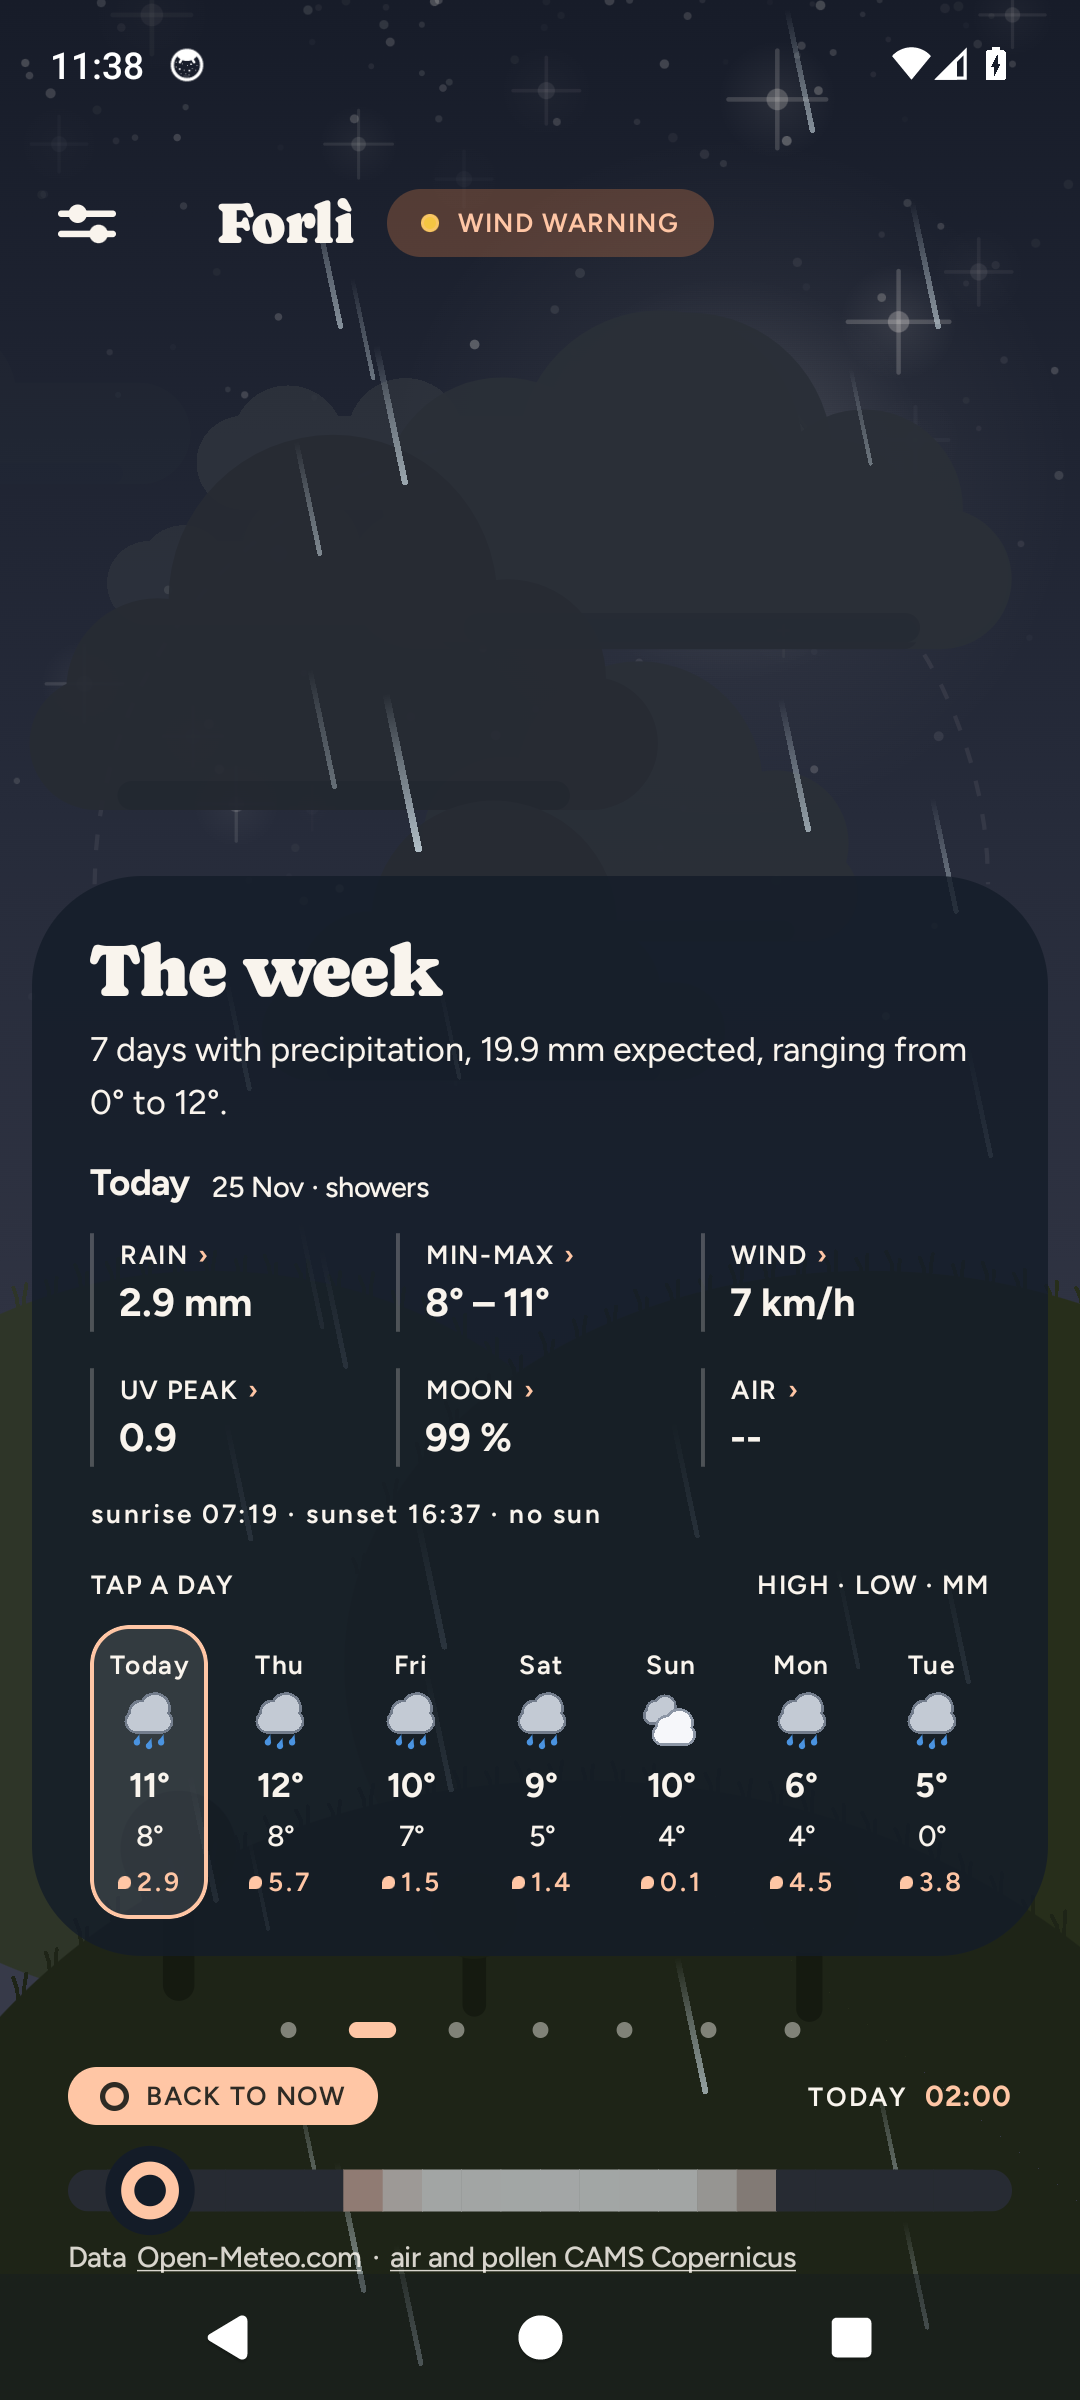 11:38
Forlì
WIND WARNING
The week
7 days with precipitation, 19.9 mm expected, ranging from
0° to 12°.
Today 25 Nov · showers
RAIN › MIN-MAX › WIND ›
2.9 mm 8° – 11° 7 km/h
UV PEAK › MOON › AIR ›
0.9 99 % --
sunrise 07:19 · sunset 16:37 · no sun
TAP A DAY HIGH · LOW · MM
Today Thu Fri Sat Sun Mon Tue
11° 12° 10° 9° 10° 6° 5°
8° 8° 7° 5° 4° 4° 0°
2.9 5.7 1.5 1.4 0.1 4.5 3.8
BACK TO NOW TODAY 02:00
Data Open-Meteo.com · air and pollen CAMS Copernicus